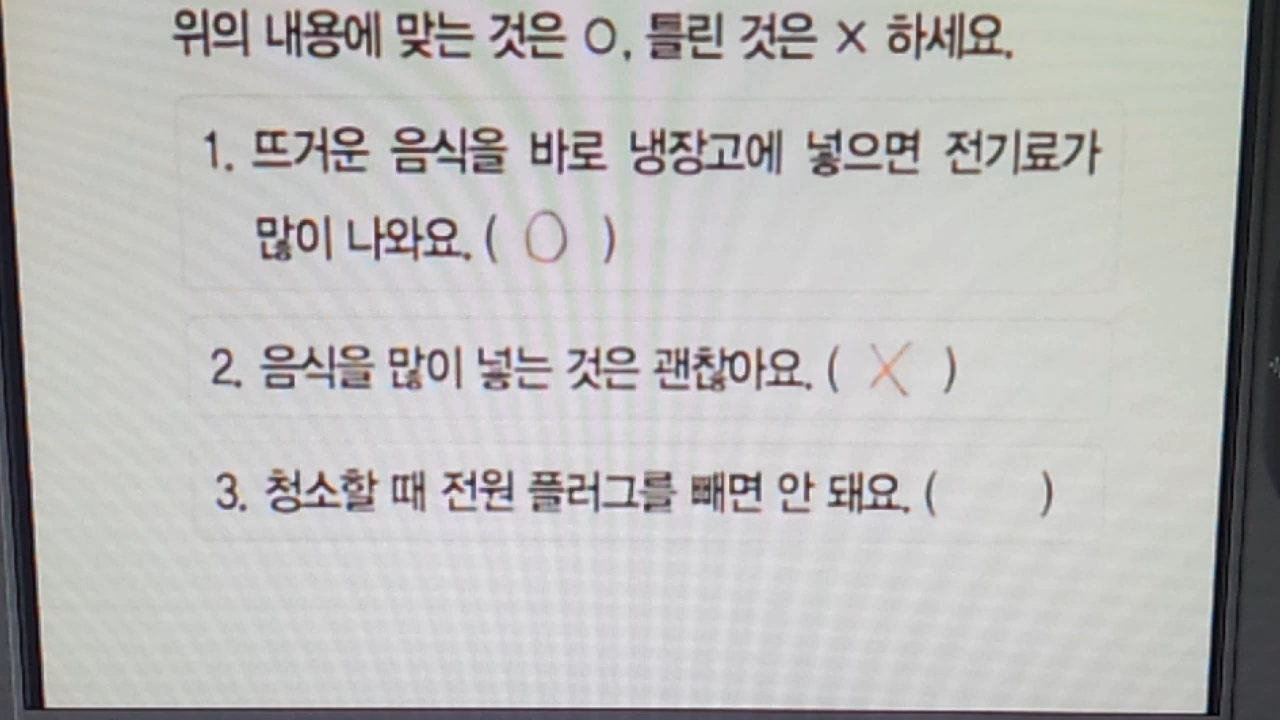 위의 내용에 맞는 것은 O, 틀린 것은 X 하세요.
1. 뜨거운 음식을 바로 냉장고에 넣으면 전기료가
많이 나와요. ( O )
2. 음식을 많이 넣는 것은 괜찮아요. ( X )
3. 청소할 때 전원 플러그를 빼면 안 돼요. (    )